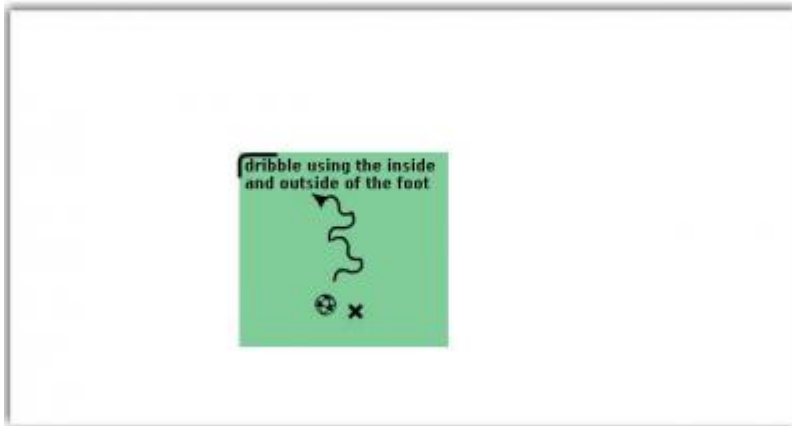 dribble using the inside
and outside of the foot